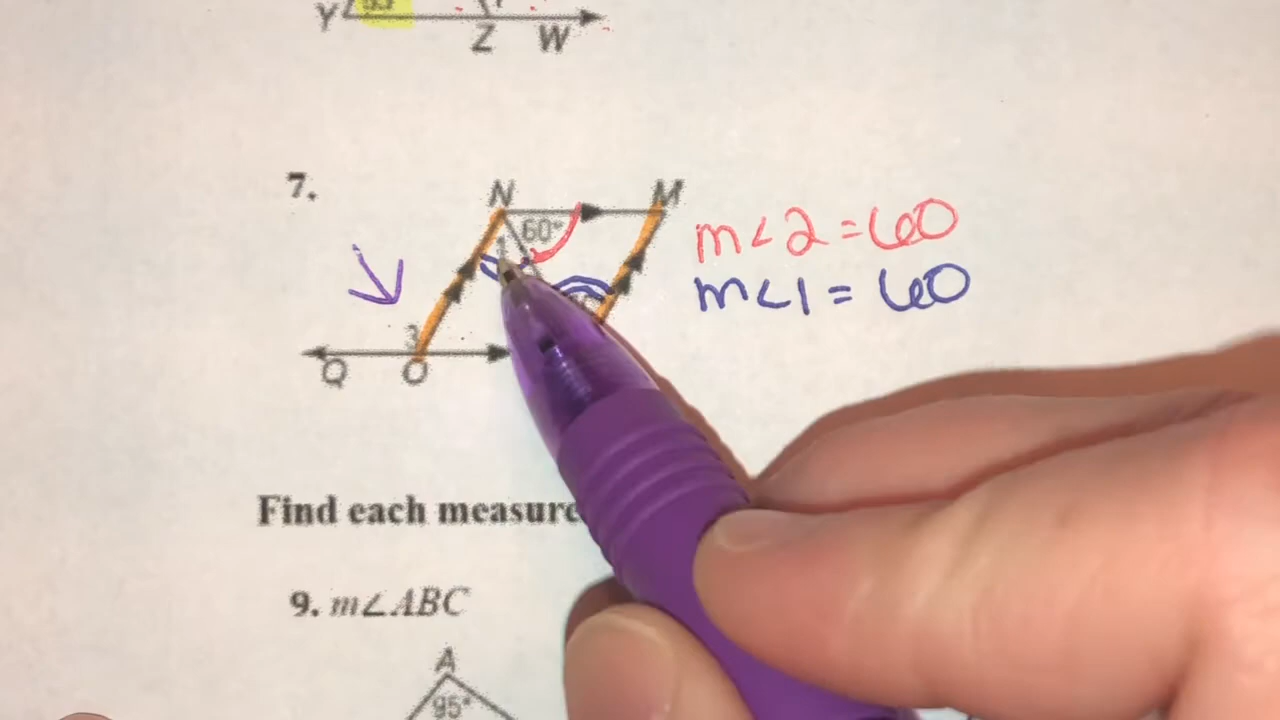 Y
Z W
7.
N M
60°
m∠2=60
m∠1=60
3
Q O
Find each measure
9. m∠ABC
A
95°